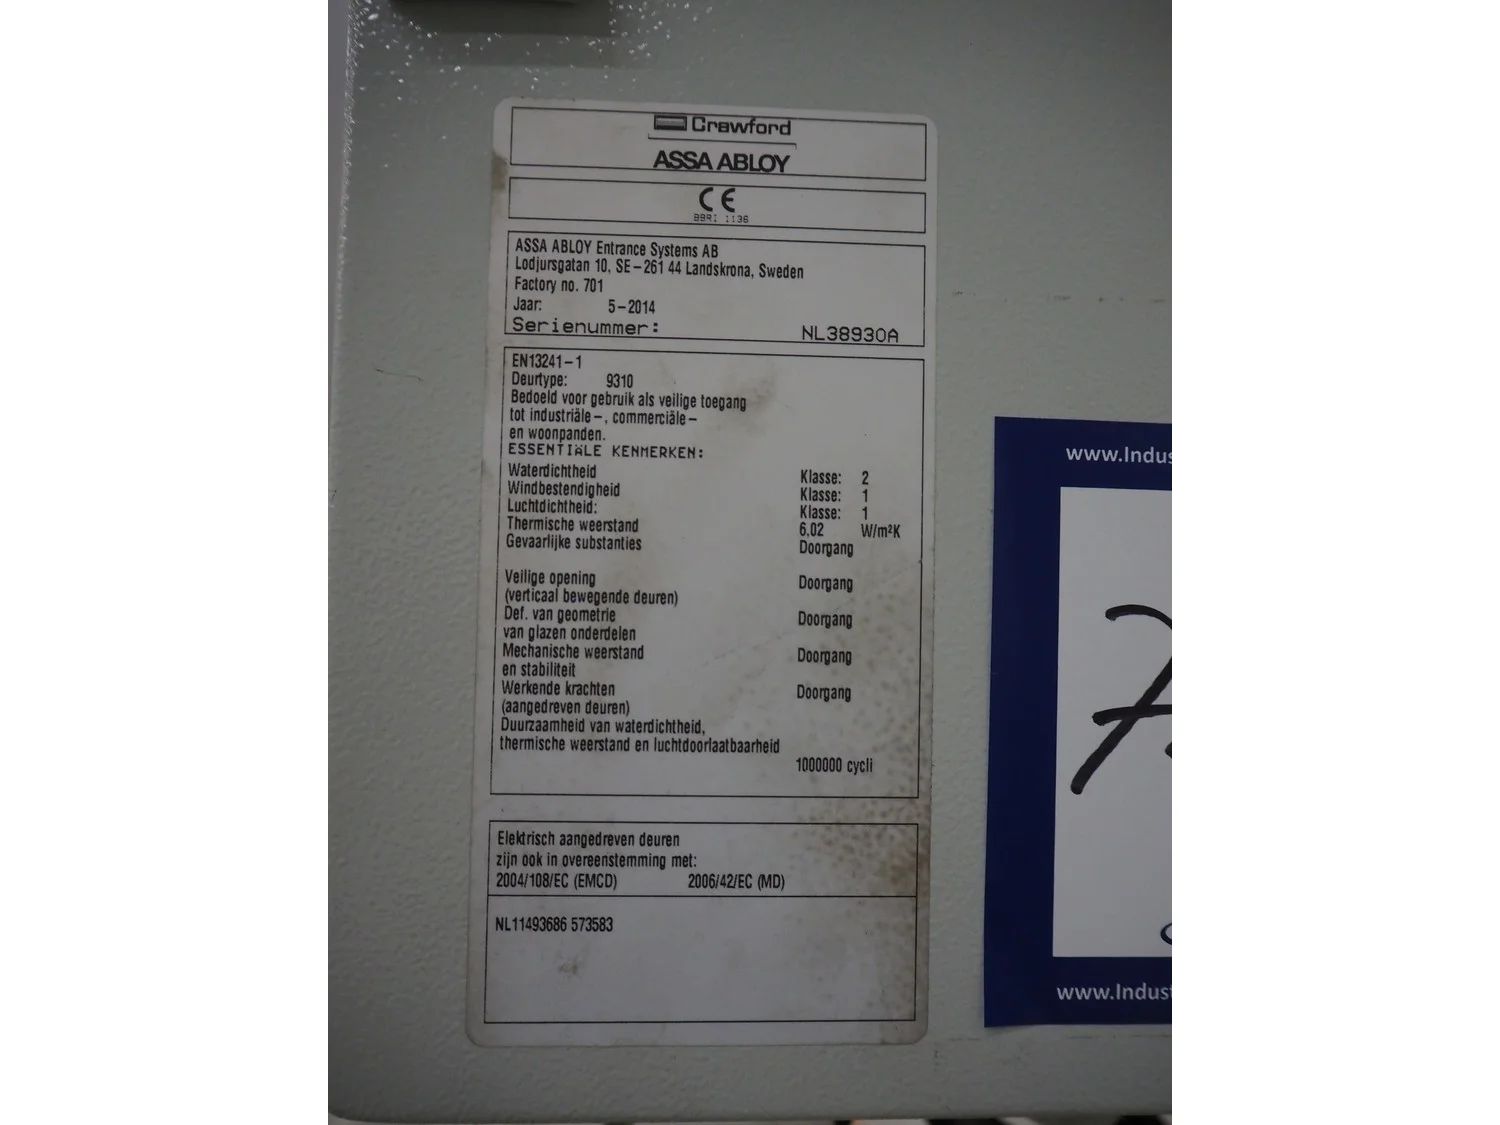 Crawford
ASSA ABLOY
CE
BBRI 1136
ASSA ABLOY Entrance Systems AB
Lodjursgatan 10, SE-261 44 Landskrona, Sweden
Factory no. 701
Jaar: 5-2014
Serienummer: NL38930A
EN13241-1
Deurtype: 9310
Bedoeld voor gebruik als veilige toegang
tot industriäle-, commerciäle-
en woonpanden.
ESSENTIÄLE KENMERKEN:
Waterdichtheid Klasse: 2
Windbestendigheid Klasse: 1
Luchtdichtheid: Klasse: 1
Thermische weerstand 6,02 W/m²K
Gevaarlijke substanties Doorgang
Veilige opening Doorgang
(verticaal bewegende deuren)
Def. van geometrie Doorgang
van glazen onderdelen
Mechanische weerstand Doorgang
en stabiliteit
Werkende krachten Doorgang
(aangedreven deuren)
Duurzaamheid van waterdichtheid,
thermische weerstand en luchtdoorlaatbaarheid
1000000 cycli
Elektrisch aangedreven deuren
zijn ook in overeenstemming met:
2004/108/EC (EMCD) 2006/42/EC (MD)
NL11493686 573583
www.Indus
www.Indust